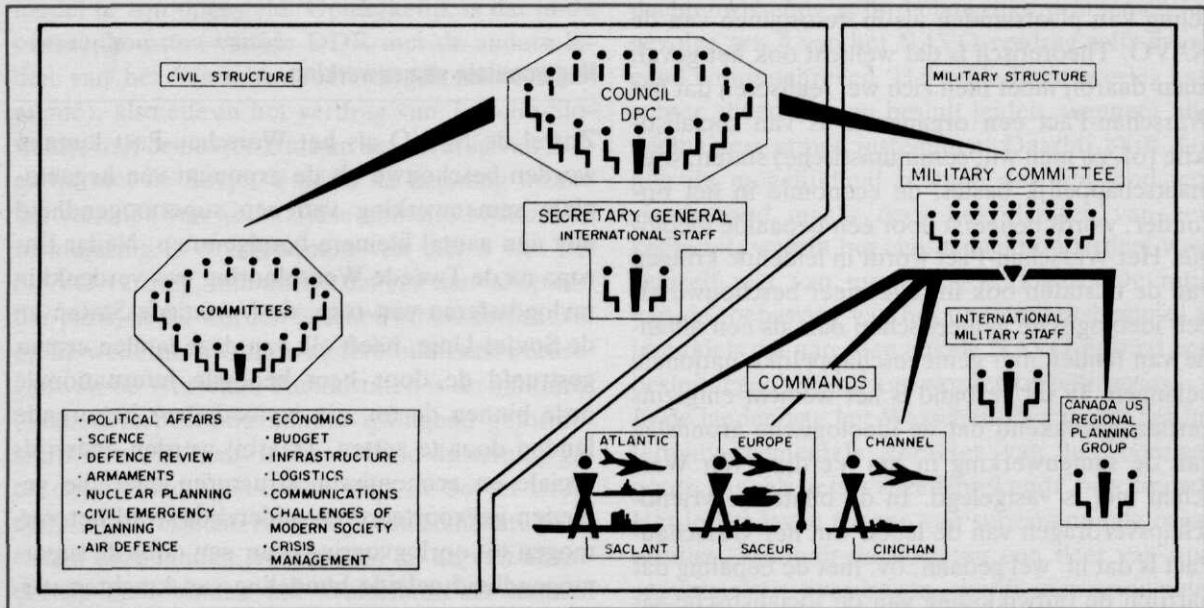 CIVIL STRUCTURE
COUNCIL
DPC
MILITARY STRUCTURE
MILITARY COMMITTEE
SECRETARY GENERAL
INTERNATIONAL STAFF
COMMITTEES
INTERNATIONAL
MILITARY STAFF
COMMANDS
CANADA US
REGIONAL
PLANNING
GROUP
ATLANTIC
EUROPE
CHANNEL
SACLANT
SACEUR
CINCHAN
· POLITICAL AFFAIRS
· SCIENCE
· DEFENCE REVIEW
· ARMAMENTS
· NUCLEAR PLANNING
· CIVIL EMERGENCY
PLANNING
· AIR DEFENCE
· ECONOMICS
· BUDGET
· INFRASTRUCTURE
· LOGISTICS
· COMMUNICATIONS
· CHALLENGES OF
MODERN SOCIETY
· CRISIS
MANAGEMENT